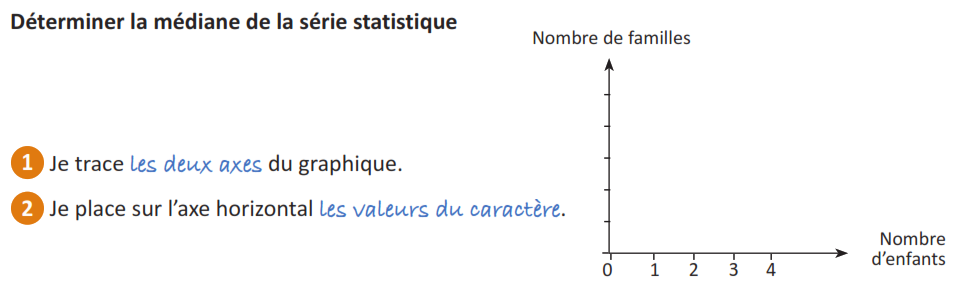 Déterminer la médiane de la série statistique
Nombre de familles
1 Je trace les deux axes du graphique.
2 Je place sur l’axe horizontal les valeurs du caractère.
Nombre
d’enfants
0 1 2 3 4